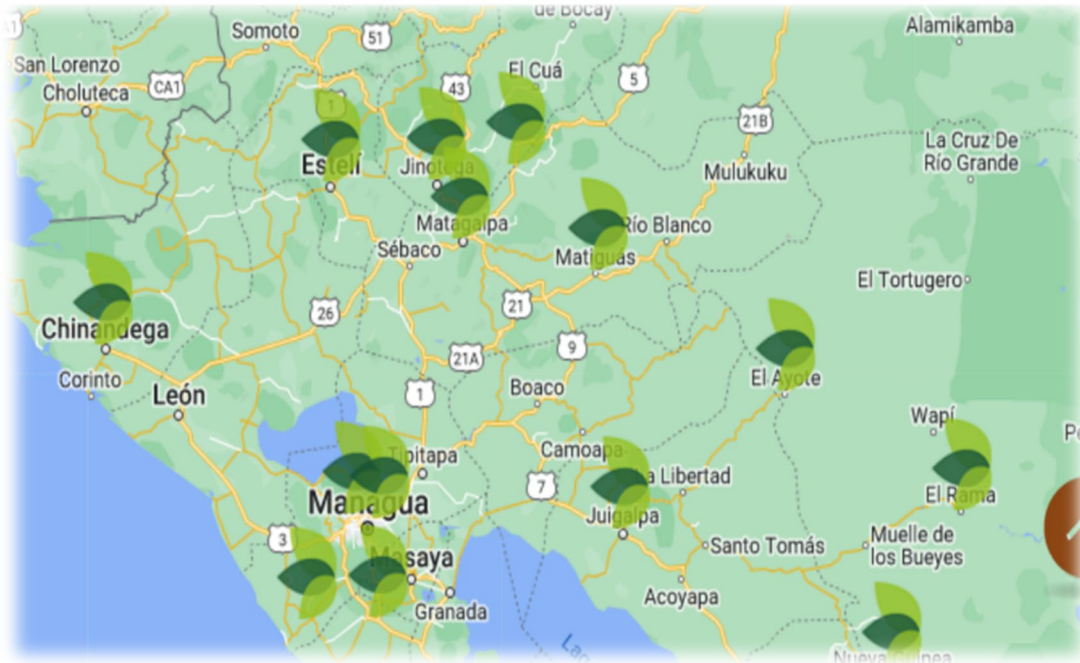 de Bocay
Alamikamba
Somoto
51
San Lorenzo
CA1
Choluteca
43
El Cuá
5
1
21B
La Cruz De
Río Grande
Estelí
Jinotega
Mulukuku
Matagalpa
Río Blanco
Sébaco
Matiguás
El Tortugero
26
21
Chinandega
21A
9
Corinto
León
1
Boaco
El Ayote
Wapí
Tipitapa
Camoapa
Managua
7
a Libertad
El Rama
Juigalpa
3
Masaya
Santo Tomás
Muelle de
los Bueyes
Granada
Acoyapa
Nueva Guinea